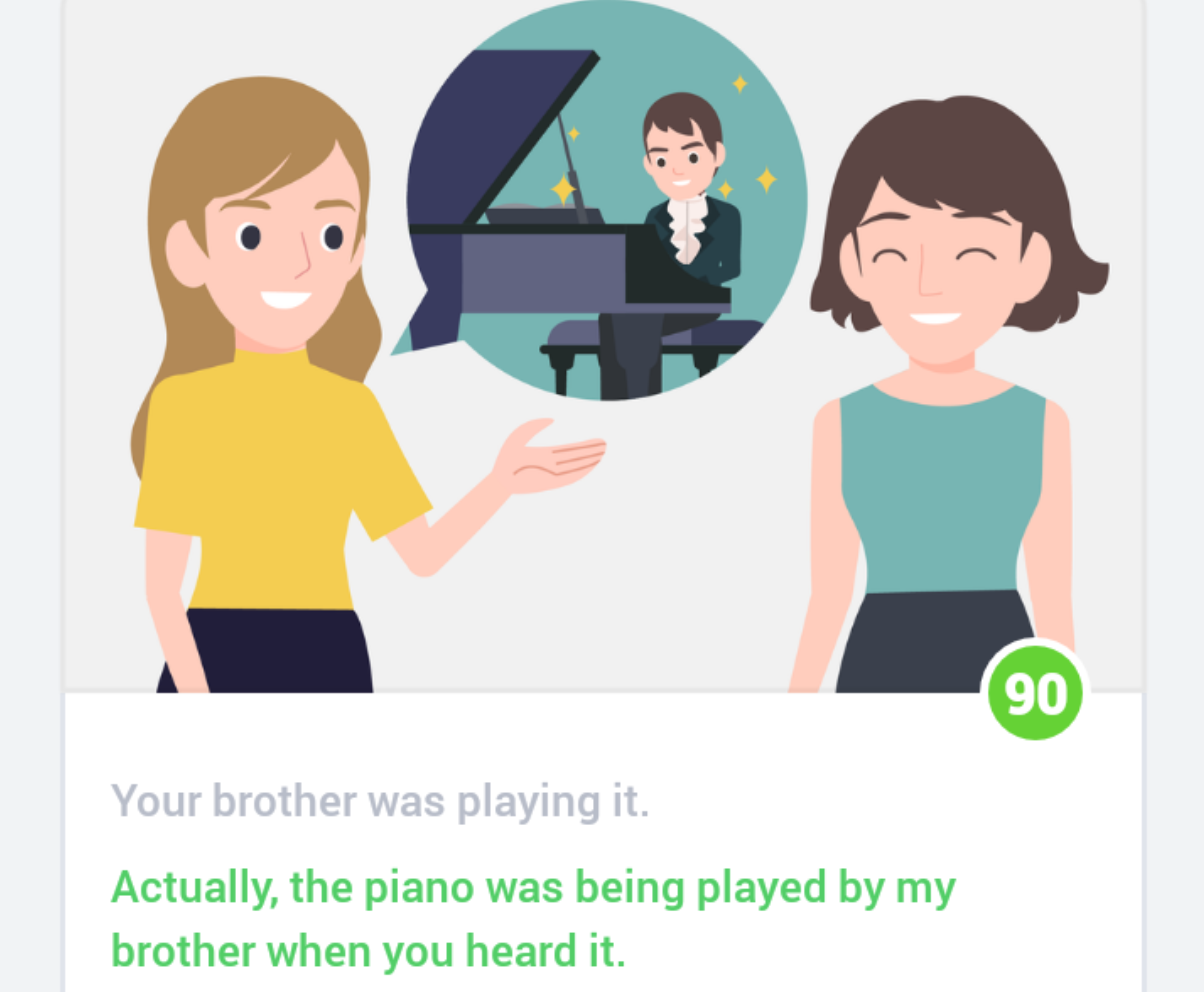 90
Your brother was playing it.
Actually, the piano was being played by my
brother when you heard it.